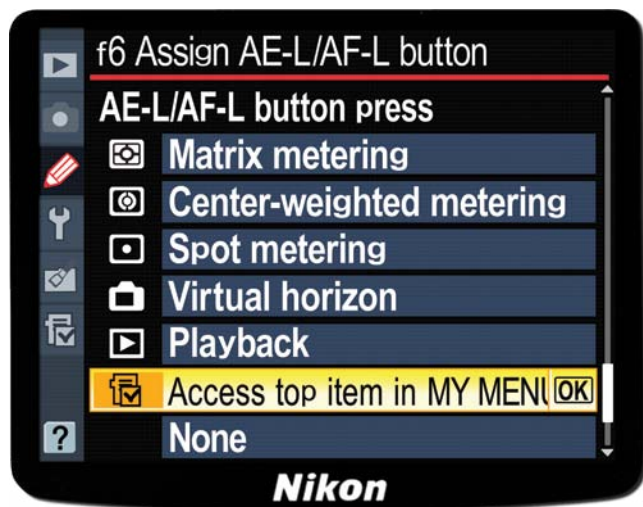 f6 Assign AE-L/AF-L button
AE-L/AF-L button press
Matrix metering
Center-weighted metering
Spot metering
Virtual horizon
Playback
Access top item in MY MENU OK
? None
Nikon